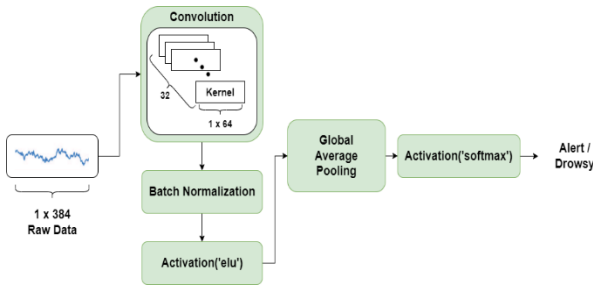 Convolution
32
Kernel
1 x 64
1 x 384
Raw Data
Batch Normalization
Activation('elu')
Global
Average
Pooling
Activation('softmax')
Alert /
Drowsy